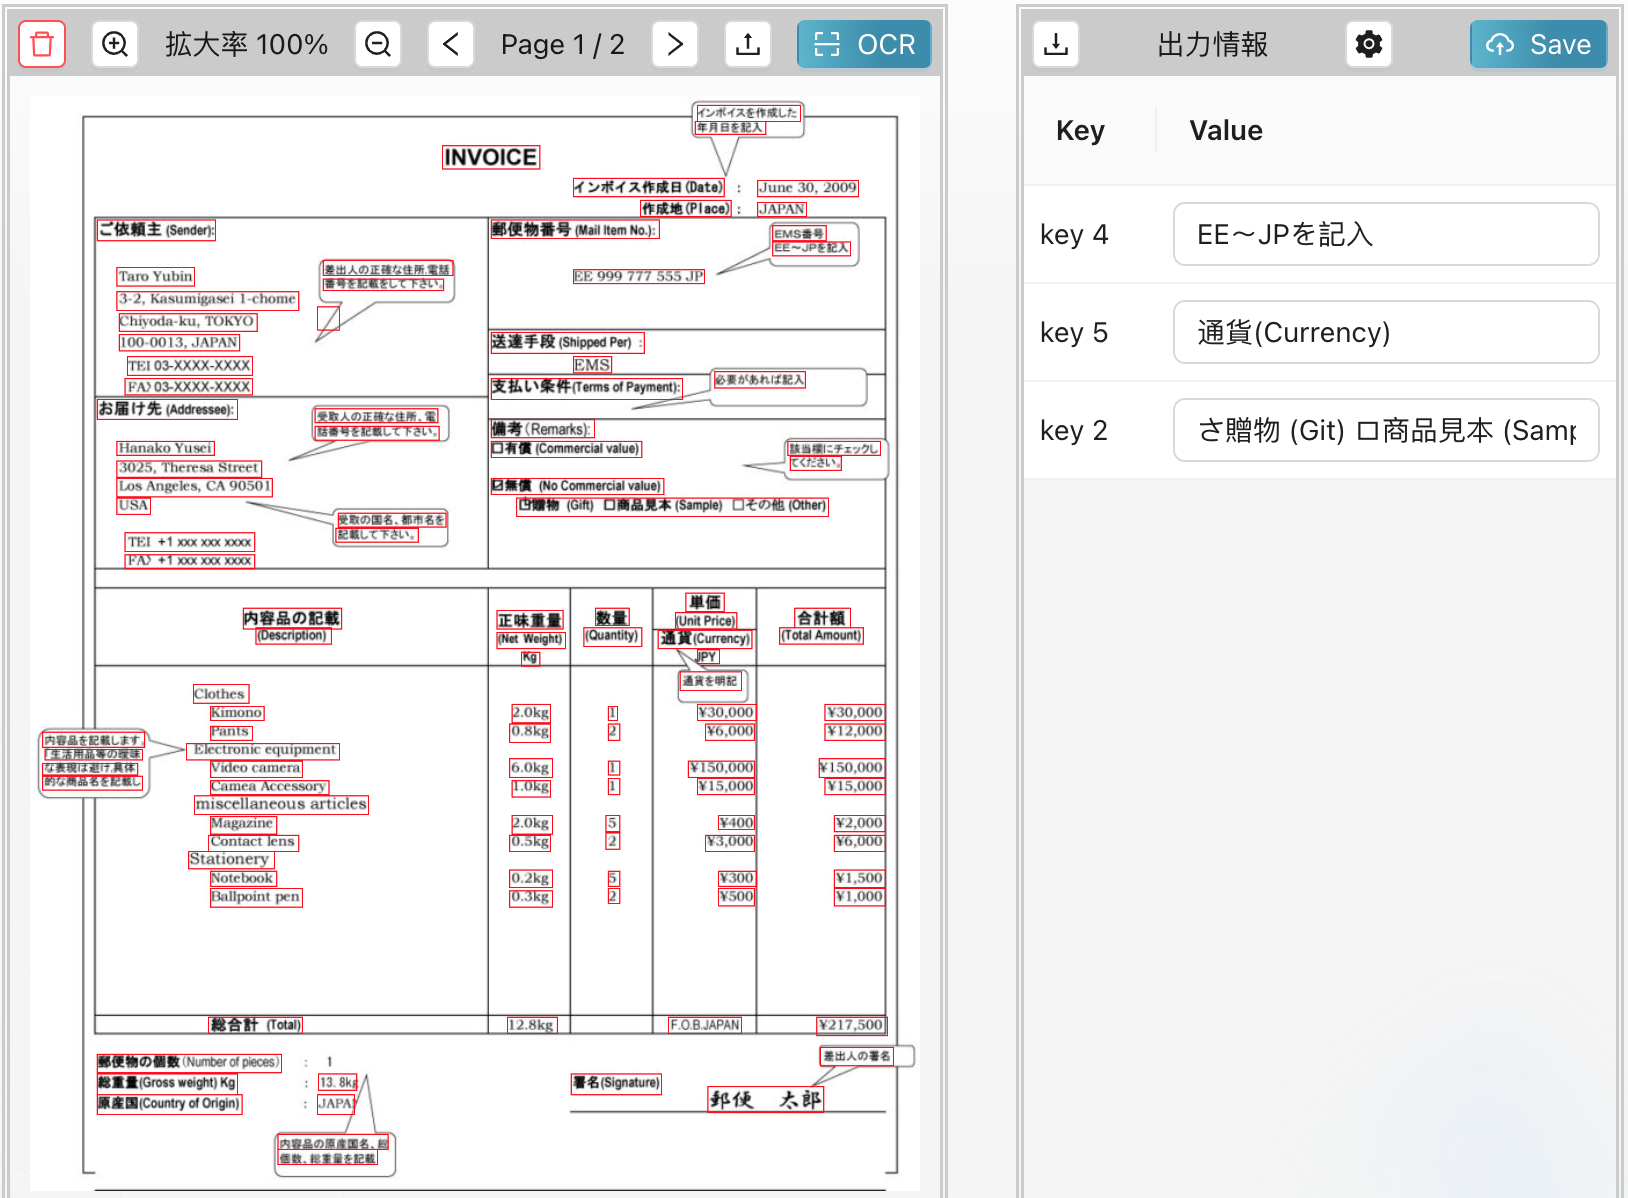 拡大率 100%
Page 1 / 2
OCR
インボイスを作成した
年月日を記入
INVOICE
インボイス作成日(Date) : June 30, 2009
作成地(Place) : JAPAN
ご依頼主 (Sender):
郵便物番号 (Mail Item No.):
EMS番号
EE～JPを記入
EE 999 777 555 JP
Taro Yubin
差出人の正確な住所,電話
番号を記載をして下さい。
3-2, Kasumigasei 1-chome
Chiyoda-ku, TOKYO
100-0013, JAPAN
TEl 03-XXXX-XXXX
FAX 03-XXXX-XXXX
送達手段 (Shipped Per) :
EMS
支払い条件(Terms of Payment):
必要があれば記入
お届け先 (Addressee):
受取人の正確な住所、電
話番号を記載して下さい。
備考(Remarks):
□有償 (Commercial value)
該当欄にチェックし
てください。
Hanako Yusei
3025, Theresa Street
Los Angeles, CA 90501
USA
☑無償 (No Commercial value)
☑贈物 (Gift) □商品見本 (Sample) □その他 (Other)
受取の国名、都市名を
記載して下さい。
TEl +1 xxx xxx xxxx
FAX +1 xxx xxx xxxx
内容品の記載
(Description)
正味重量
(Net Weight)
Kg
数量
(Quantity)
単価
(Unit Price)
通貨(Currency)
JPY
合計額
(Total Amount)
通貨を明記
Clothes
Kimono 2.0kg 1 ¥30,000 ¥30,000
Pants 0.8kg 2 ¥6,000 ¥12,000
内容品を記載します。
「生活用品等の曖昧
な表現は避け,具体
的な商品名を記載し
Electronic equipment
Video camera 6.0kg 1 ¥150,000 ¥150,000
Camea Accessory 1.0kg 1 ¥15,000 ¥15,000
miscellaneous articles
Magazine 2.0kg 5 ¥400 ¥2,000
Contact lens 0.5kg 2 ¥3,000 ¥6,000
Stationery
Notebook 0.2kg 5 ¥300 ¥1,500
Ballpoint pen 0.3kg 2 ¥500 ¥1,000
総合計 (Total) 12.8kg F.O.B.JAPAN ¥217,500
郵便物の個数(Number of pieces) : 1
総重量(Gross weight) Kg : 13.8kg
原産国(Country of Origin) : JAPAN
差出人の署名
署名(Signature)
郵便 太郎
内容品の原産国名、総
個数、総重量を記載
出力情報
Save
Key Value
key 4 EE～JPを記入
key 5 通貨(Currency)
key 2 さ贈物 (Git) ロ商品見本 (Samp